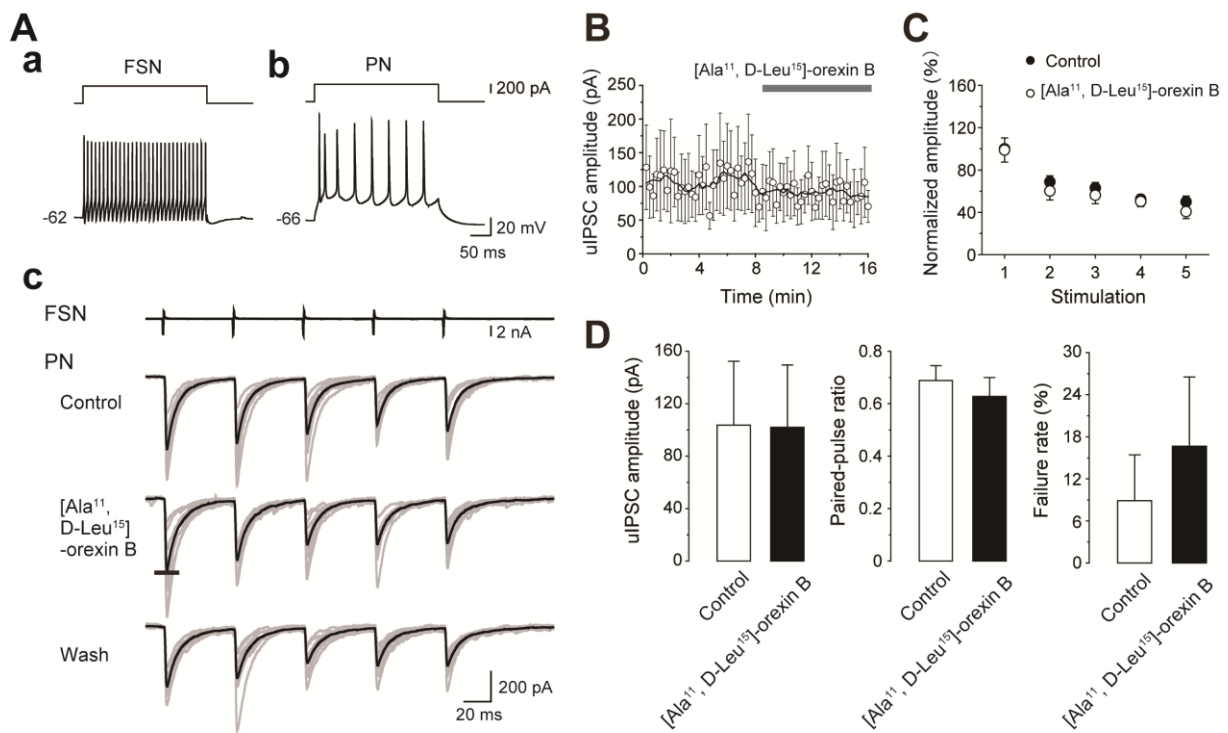 A
a
FSN
b
PN
200 pA
-62
-66
20 mV
50 ms
c
FSN
2 nA
PN
Control
[Ala¹¹,
D-Leu¹⁵]
-orexin B
Wash
200 pA
20 ms
B
[Ala¹¹, D-Leu¹⁵]-orexin B
uIPSC amplitude (pA)
250
200
150
100
50
0
0
4
8
12
16
Time (min)
C
Control
[Ala¹¹, D-Leu¹⁵]-orexin B
Normalized amplitude (%)
160
120
80
40
0
1
2
3
4
5
Stimulation
D
uIPSC amplitude (pA)
160
120
80
40
0
Control
[Ala¹¹, D-Leu¹⁵]-orexin B
Paired-pulse ratio
0.8
0.6
0.4
0.2
0
Control
[Ala¹¹, D-Leu¹⁵]-orexin B
Failure rate (%)
30
24
18
12
6
0
Control
[Ala¹¹, D-Leu¹⁵]-orexin B